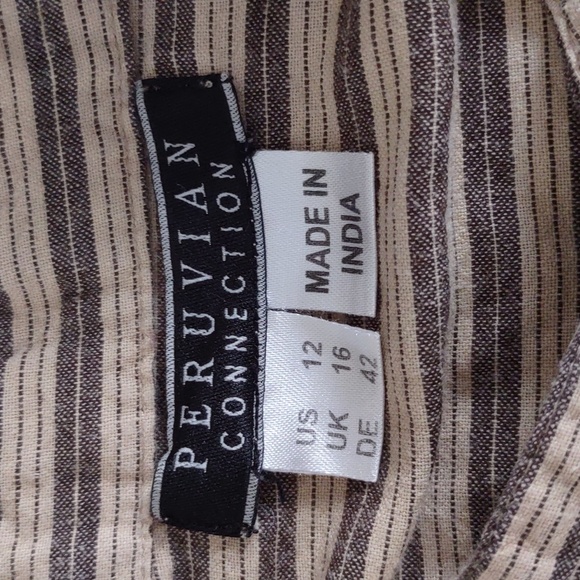 PERUVIAN
CONNECTION
MADE IN
INDIA
US 12
UK 16
DE 42